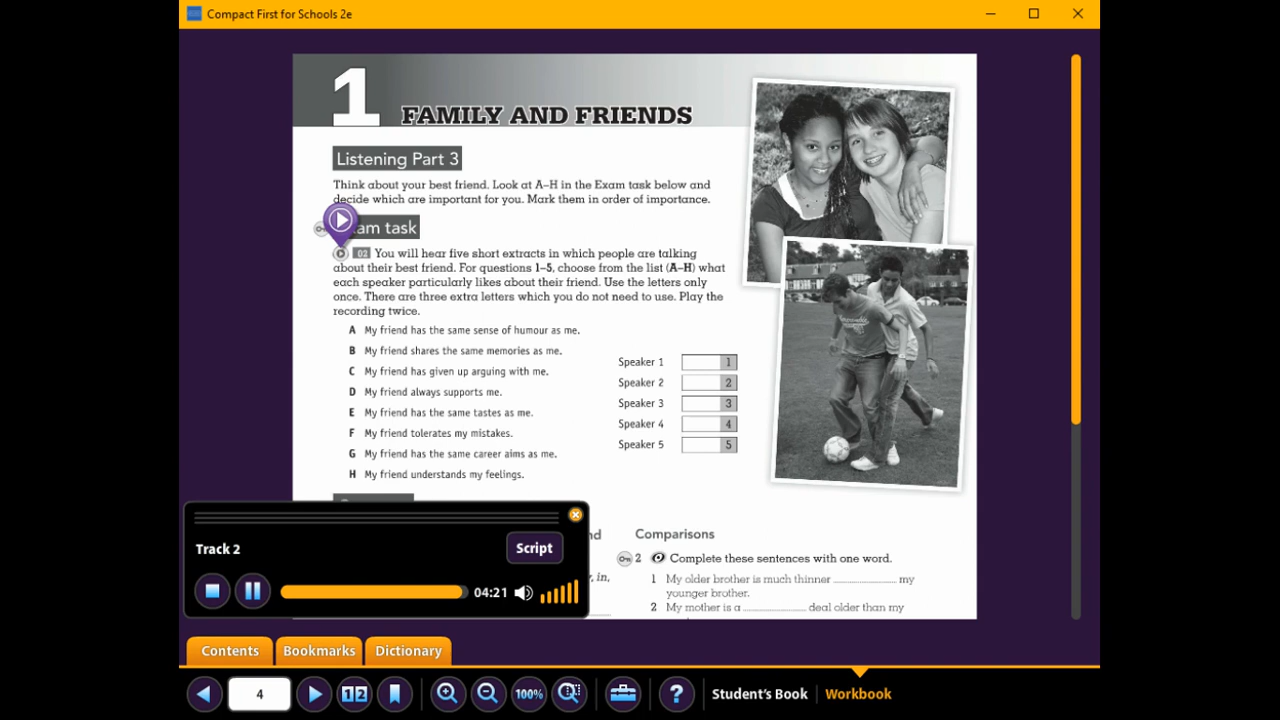 Compact First for Schools 2e
1 FAMILY AND FRIENDS
Listening Part 3
Think about your best friend. Look at A–H in the Exam task below and
decide which are important for you. Mark them in order of importance.
am task
02 You will hear five short extracts in which people are talking
about their best friend. For questions 1–5, choose from the list (A–H) what
each speaker particularly likes about their friend. Use the letters only
once. There are three extra letters which you do not need to use. Play the
recording twice.
A My friend has the same sense of humour as me.
B My friend shares the same memories as me.
C My friend has given up arguing with me.
D My friend always supports me.
E My friend has the same tastes as me.
F My friend tolerates my mistakes.
G My friend has the same career aims as me.
H My friend understands my feelings.
Speaker 1 1
Speaker 2 2
Speaker 3 3
Speaker 4 4
Speaker 5 5
nd
in,
Comparisons
2 Complete these sentences with one word.
1 My older brother is much thinner .................... my
younger brother.
2 My mother is a .................... deal older than my
Track 2
Script
04:21
Contents
Bookmarks
Dictionary
4
12
100%
?
Student's Book
Workbook